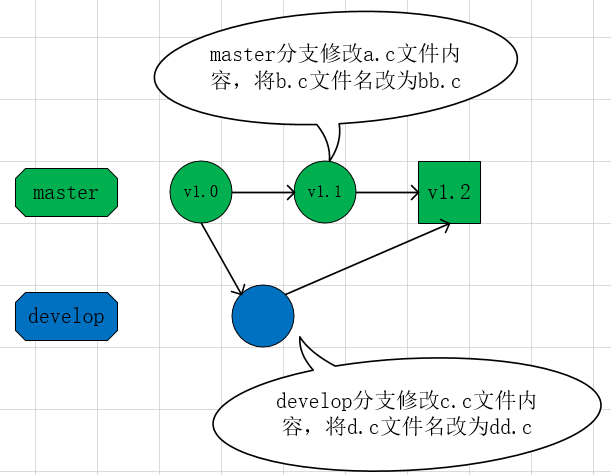 master分支修改a.c文件内
容，将b.c文件名改为bb.c
master
v1.0
v1.1
v1.2
develop
develop分支修改c.c文件内
容，将d.c文件名改为dd.c